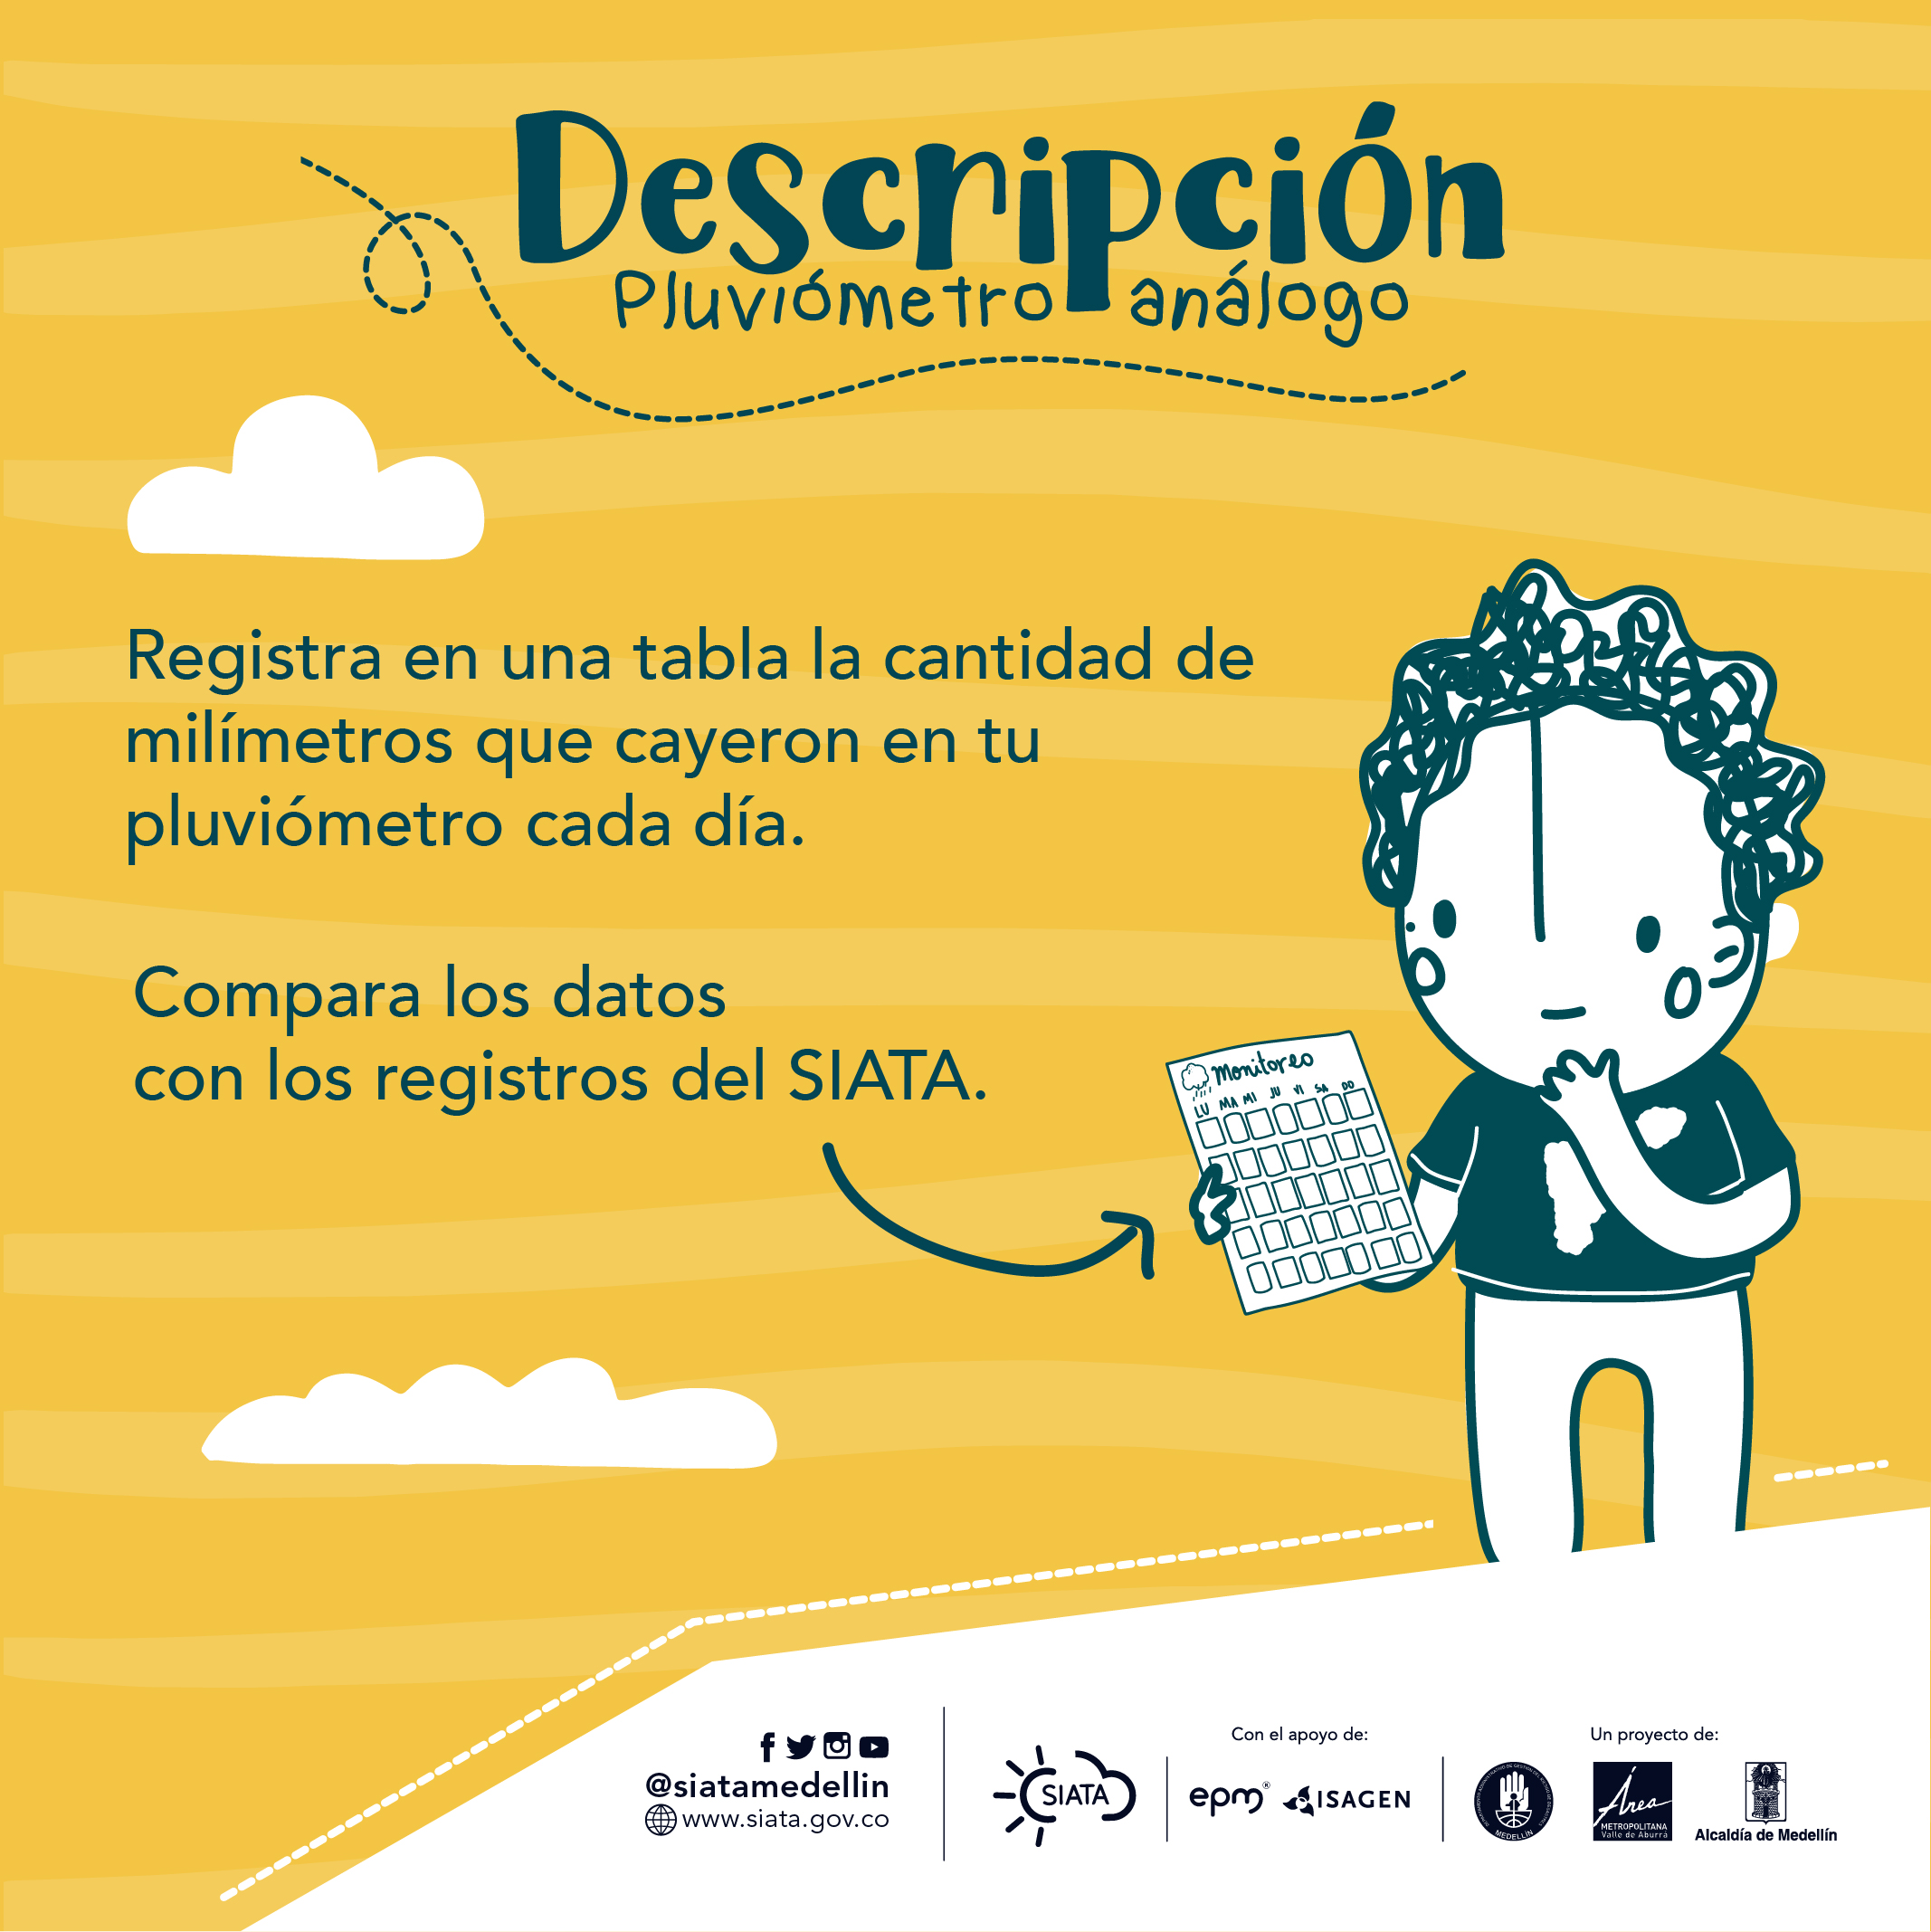 Descripción
Pluviómetro análogo
Registra en una tabla la cantidad de
milímetros que cayeron en tu
pluviómetro cada día.
Compara los datos
con los registros del SIATA.
Monitoreo
LU MA MI JU VI SA DO
@siatamedellin
www.siata.gov.co
SIATA
Con el apoyo de:
epm®
ISAGEN
MEDELLÍN
Un proyecto de:
Área
METROPOLITANA
Valle de Aburrá
Alcaldía de Medellín